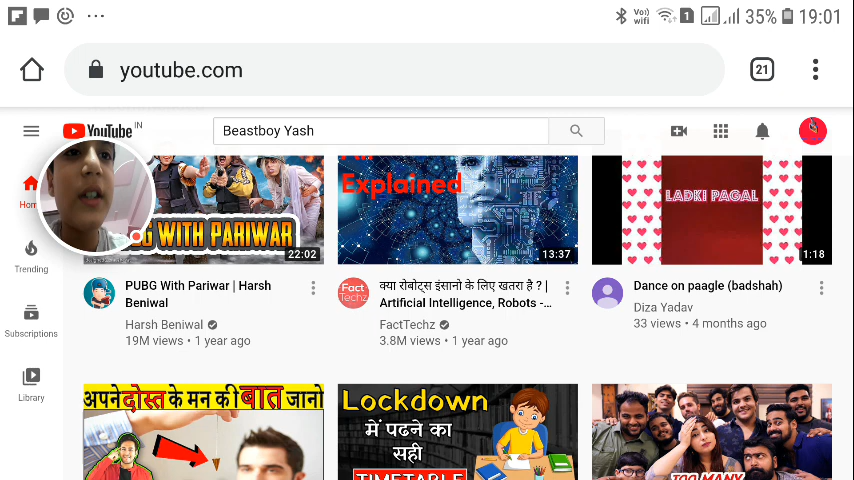 Vo))
wifi
1
35%
19:01
youtube.com
21
YouTube IN
Beastboy Yash
Home
Trending
Subscriptions
Library
Explained
LADKI PAGAL
G WITH PARIWAR
22:02
13:37
1:18
PUBG With Pariwar | Harsh
Beniwal
Harsh Beniwal
19M views • 1 year ago
Fact
Techz
क्या रोबोट्स इंसानो के लिए खतरा है ? |
Artificial Intelligence, Robots -...
FactTechz
3.8M views • 1 year ago
Dance on paagle (badshah)
Diza Yadav
33 views • 4 months ago
अपने दोस्त के मन की बात जानो
Lockdown
में पढने का
सही
TIMETABLE
TOO MANY